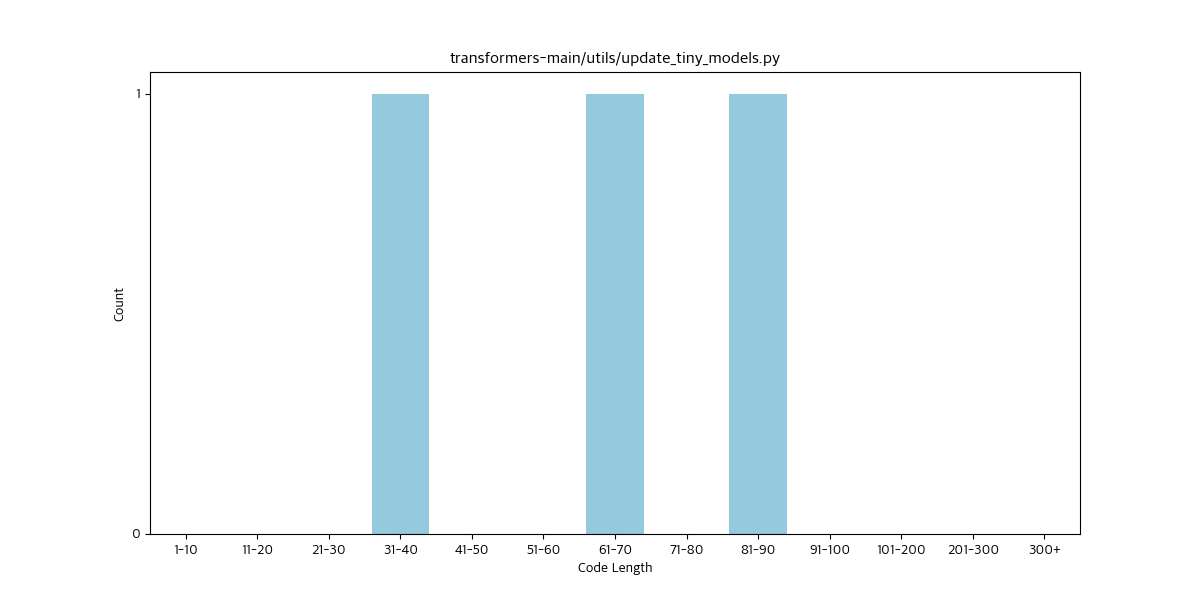 transformers-main/utils/update_tiny_models.py
1
Count
0
1-10 11-20 21-30 31-40 41-50 51-60 61-70 71-80 81-90 91-100 101-200 201-300 300+
Code Length